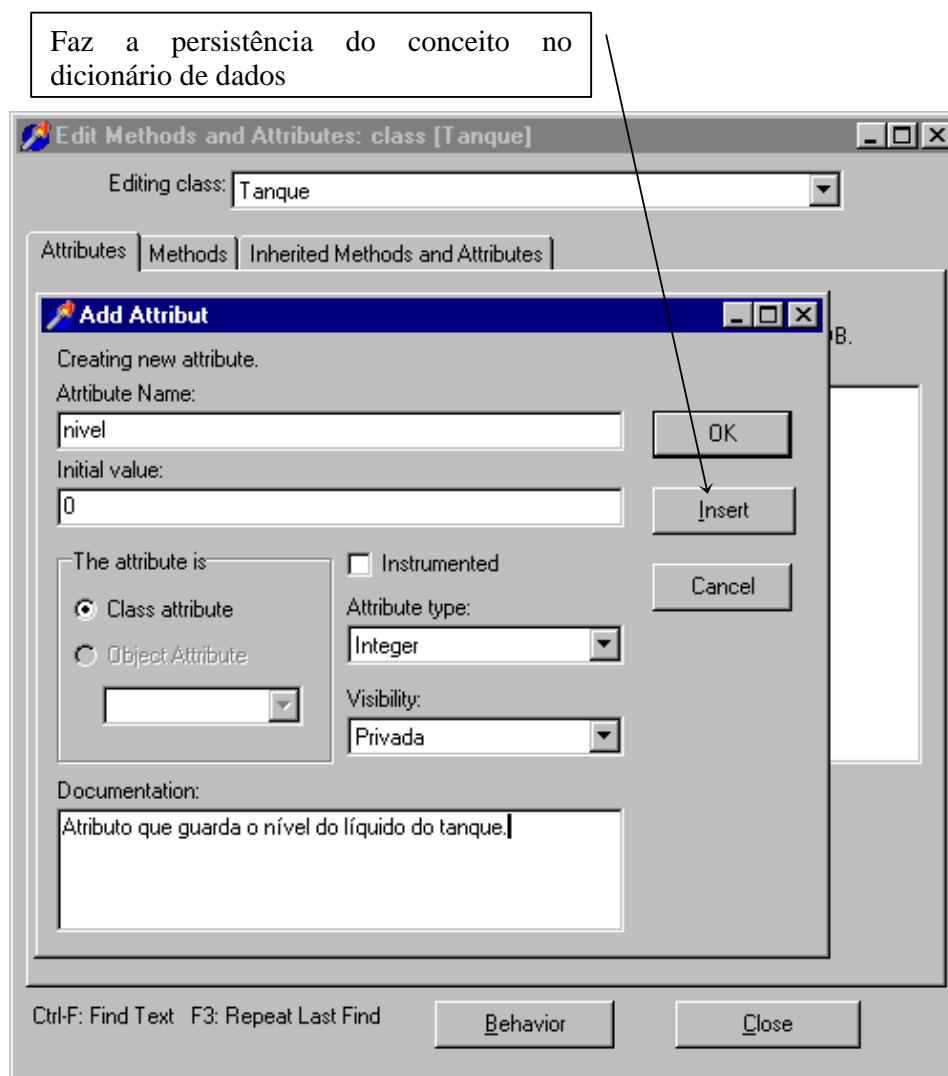 Faz a persistência do conceito no
dicionário de dados
Edit Methods and Attributes: class [Tanque]
Editing class: Tanque
Attributes Methods Inherited Methods and Attributes
Add Attribut
Creating new attribute.
Atrtibute Name:
nivel
OK
Initial value:
0
Insert
The attribute is
Instrumented
Cancel
Class attribute
Attribute type:
Integer
Object Attribute
Visibility:
Privada
Documentation:
Atributo que guarda o nível do líquido do tanque.
Ctrl-F: Find Text F3: Repeat Last Find Behavior Close